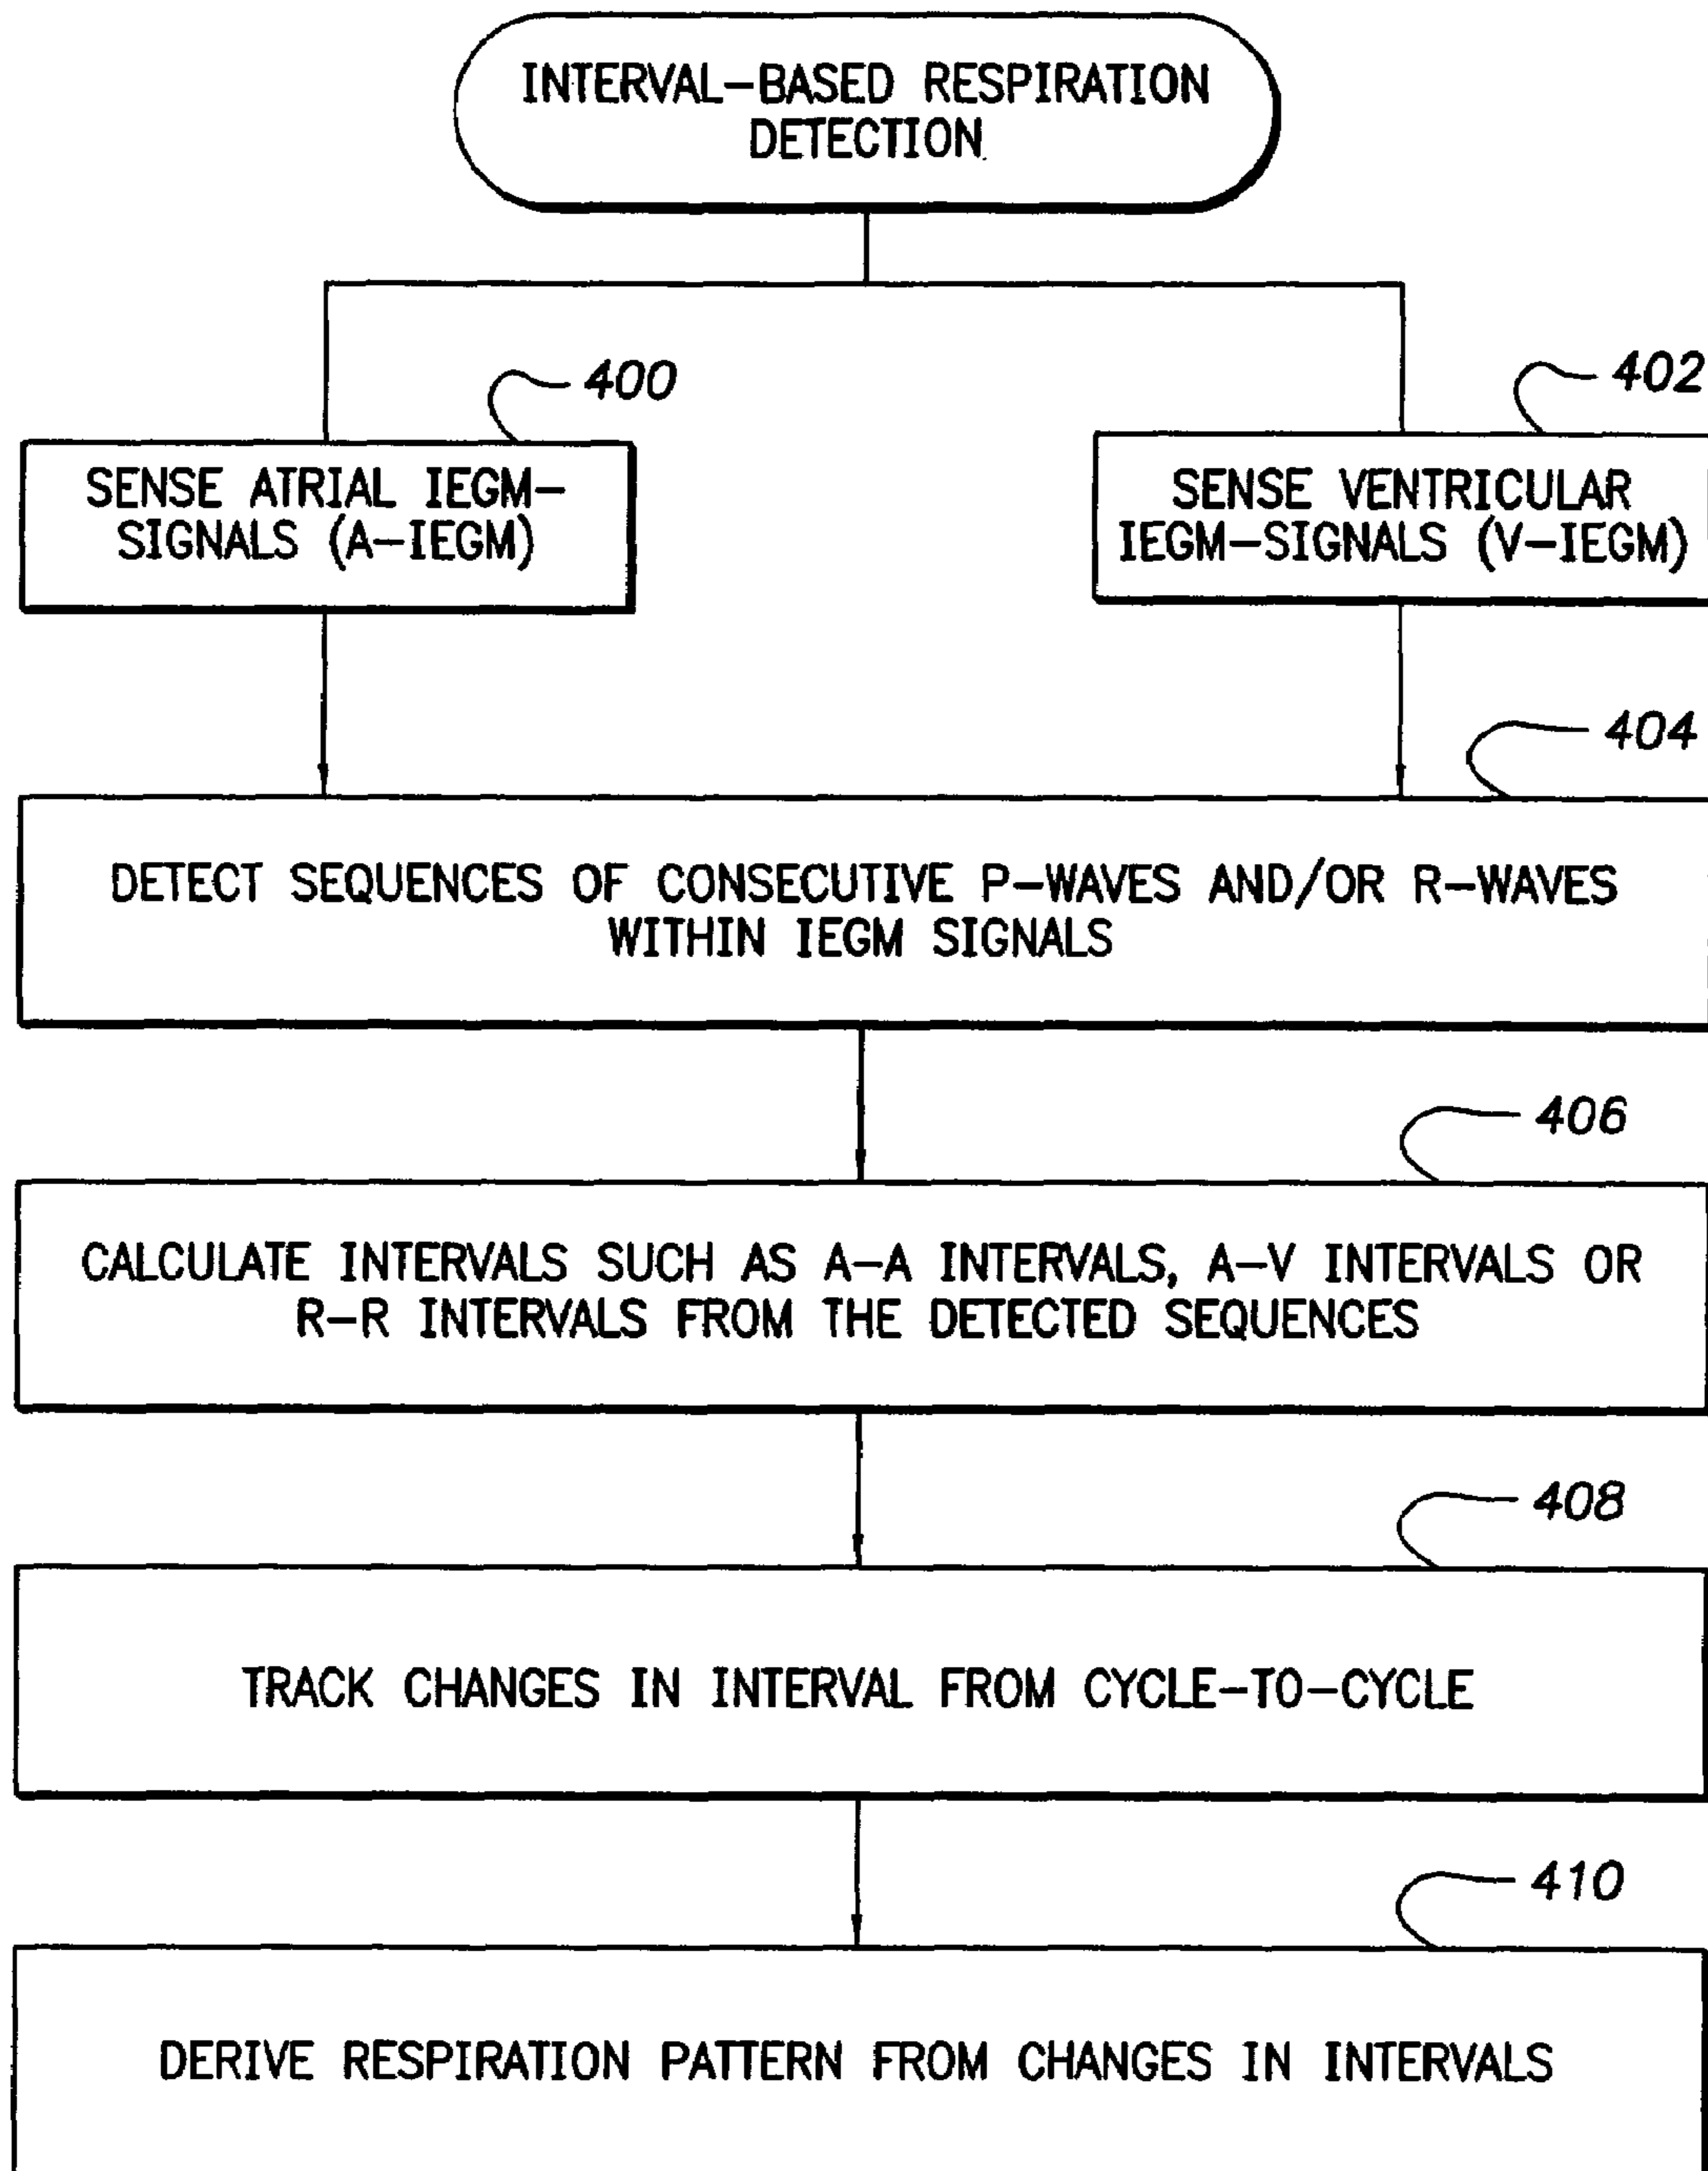 INTERVAL-BASED RESPIRATION
DETECTION
400
402
SENSE ATRIAL IEGM-
SIGNALS (A-IEGM)
SENSE VENTRICULAR
IEGM-SIGNALS (V-IEGM)
404
DETECT SEQUENCES OF CONSECUTIVE P-WAVES AND/OR R-WAVES
WITHIN IEGM SIGNALS
406
CALCULATE INTERVALS SUCH AS A-A INTERVALS, A-V INTERVALS OR
R-R INTERVALS FROM THE DETECTED SEQUENCES
408
TRACK CHANGES IN INTERVAL FROM CYCLE-TO-CYCLE
410
DERIVE RESPIRATION PATTERN FROM CHANGES IN INTERVALS